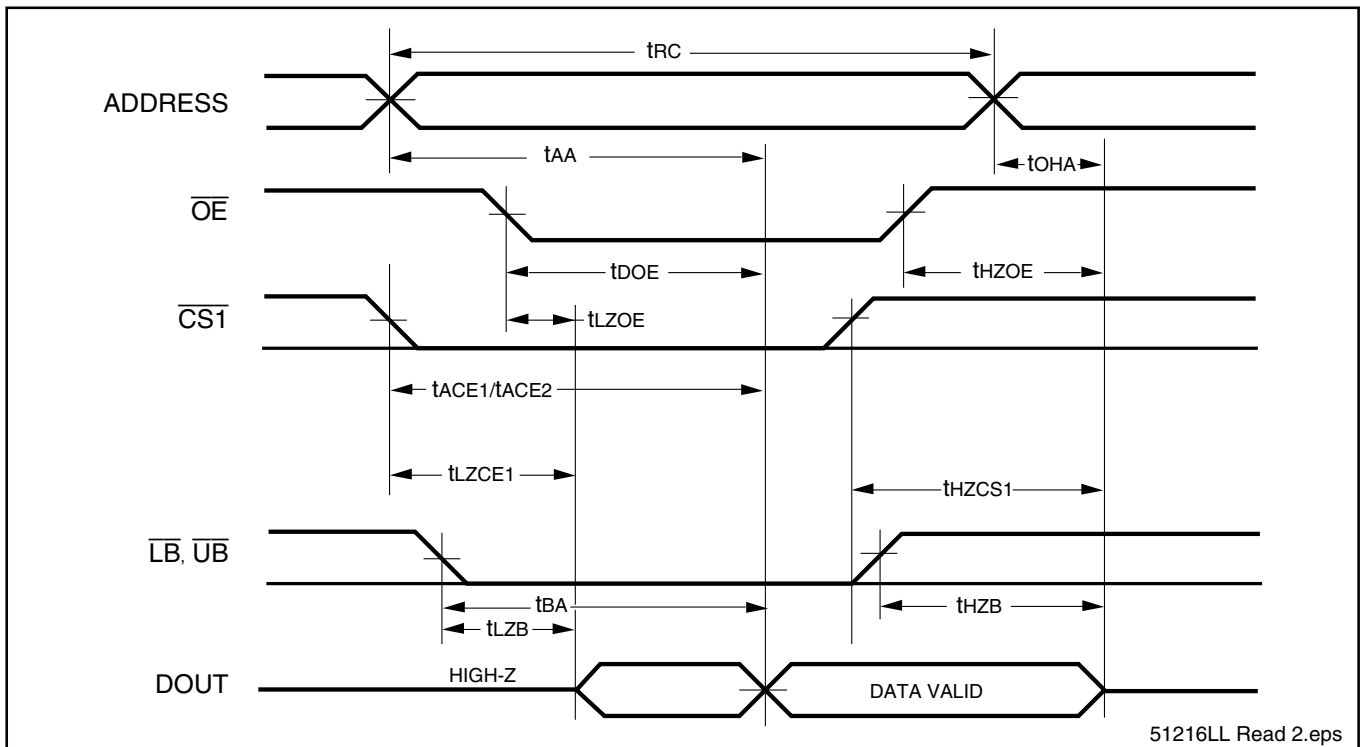 tRC
ADDRESS
tAA
tOHA
OE
tDOE
tHZOE
CS1
tLZOE
tACE1/tACE2
tLZCE1
tHZCS1
LB, UB
tBA
tHZB
tLZB
HIGH-Z
DOUT
DATA VALID
51216LL Read 2.eps